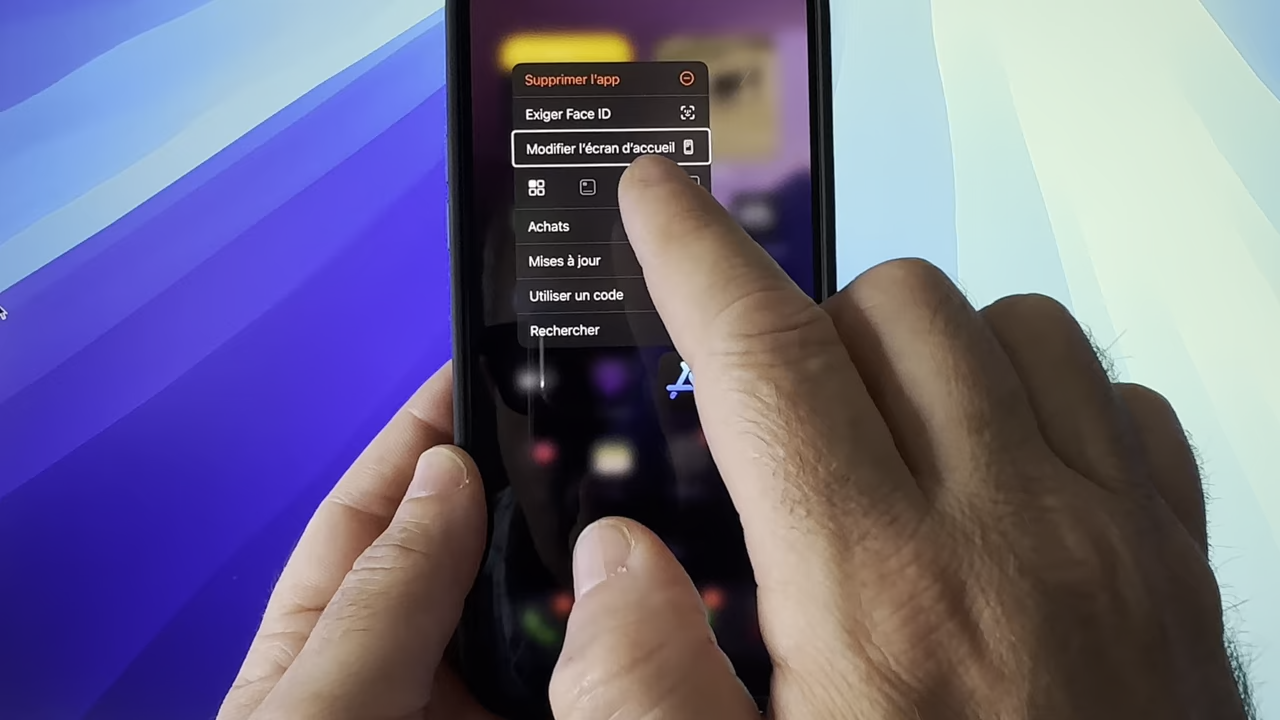 Supprimer l'app
Exiger Face ID
Modifier l'écran d'accueil
Achats
Mises à jour
Utiliser un code
Rechercher